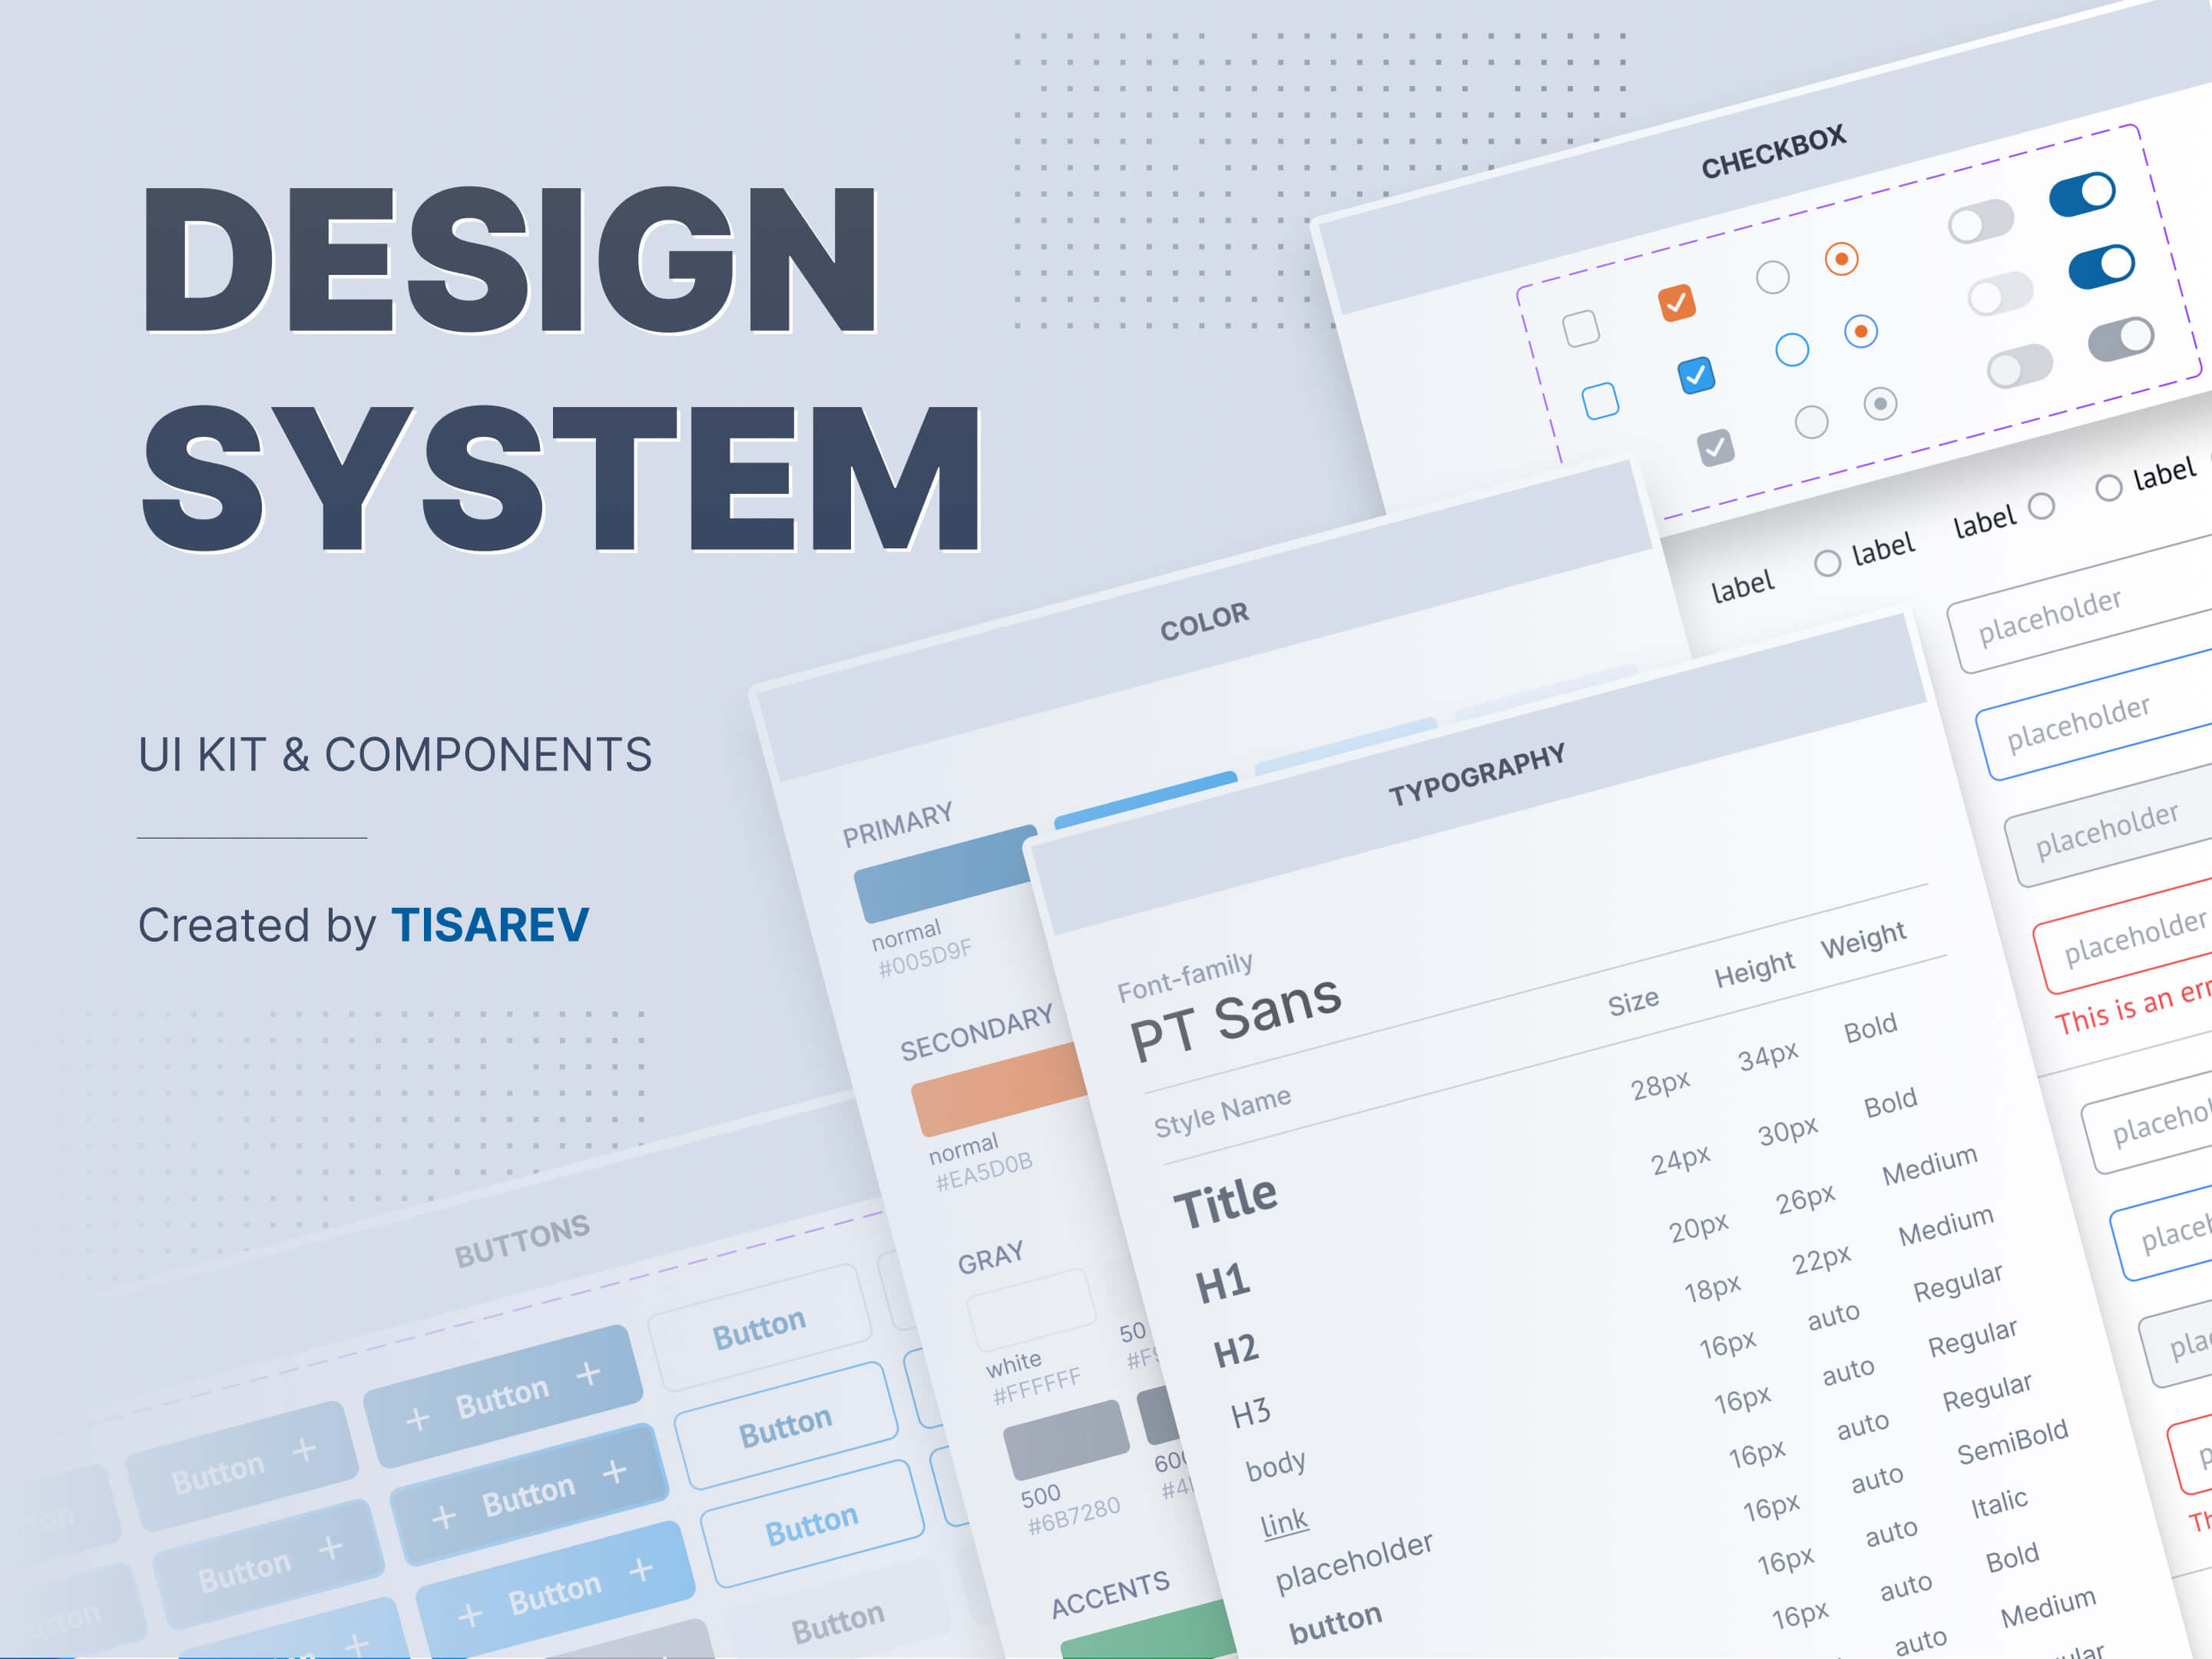 DESIGN
SYSTEM
UI KIT & COMPONENTS
Created by TISAREV
CHECKBOX
label
label
label
label
placeholder
placeholder
placeholder
placeholder
This is an
COLOR
PRIMARY
normal
#005D9F
SECONDARY
normal
#EA5D0B
GRAY
white
#FFFFFF
50
500
#6B7280
ACCENTS
TYPOGRAPHY
Font-family
PT Sans
Style Name Size Height Weight
Title 28px 34px Bold
H1 24px 30px Bold
H2 20px 26px Medium
H3 18px 22px Medium
body 16px auto Regular
link 16px auto Regular
placeholder 16px auto Regular
button 16px auto SemiBold
16px auto Italic
16px auto Bold
auto Medium
BUTTONS
Button
Button + + Button + Button
Button + + Button + Button
+ Button + Button